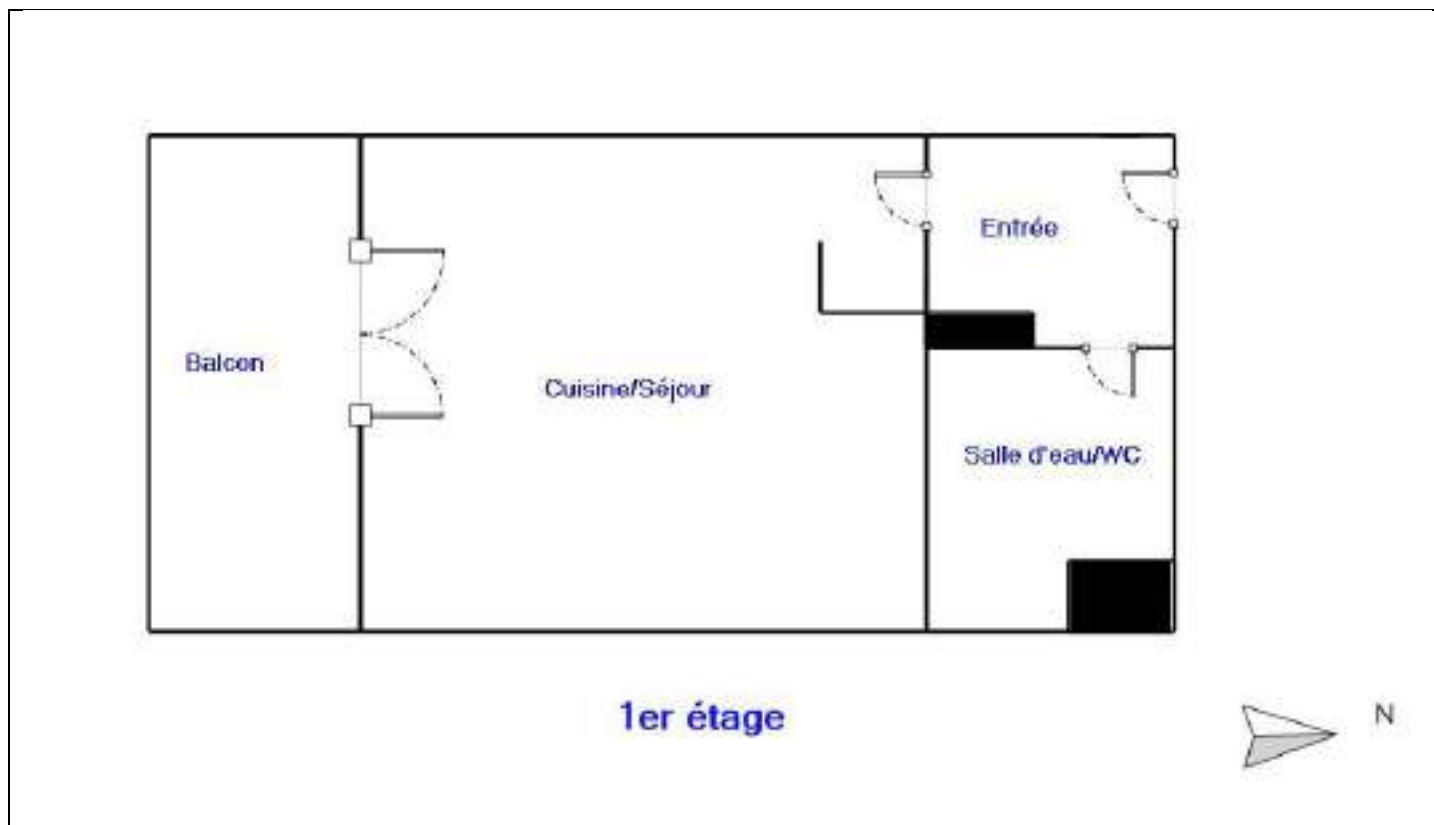 Entrée
Balcon
Cuisine/Séjour
Salle d'eau/WC
1er étage
N